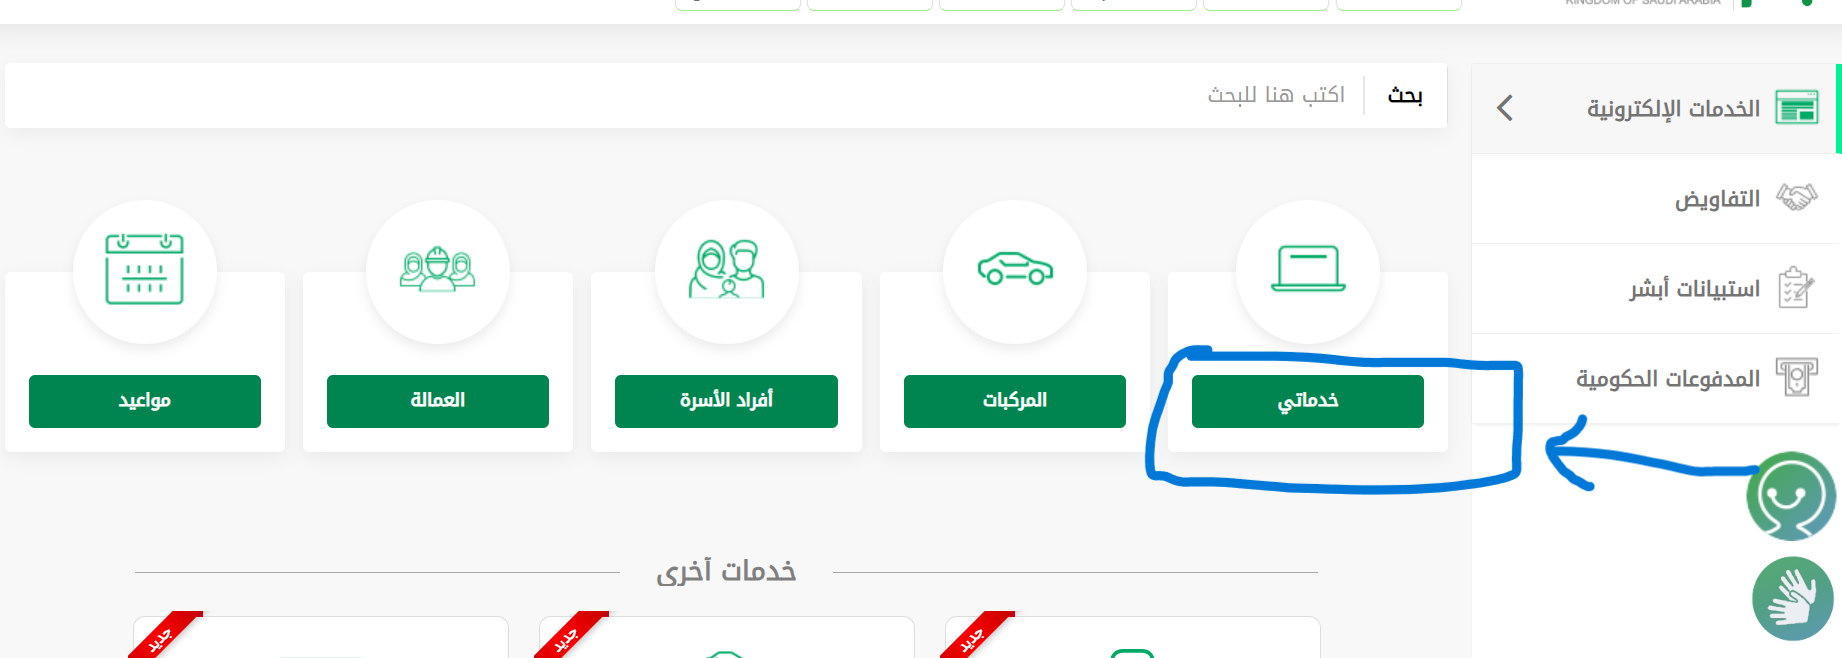 KINGDOM OF SAUDI ARABIA
الخدمات الإلكترونية
التفاويض
استبيانات أبشر
المدفوعات الحكومية
بحث
اكتب هنا للبحث
خدماتي
المركبات
أفراد الأسرة
العمالة
مواعيد
خدمات أخرى
جديد
جديد
جديد